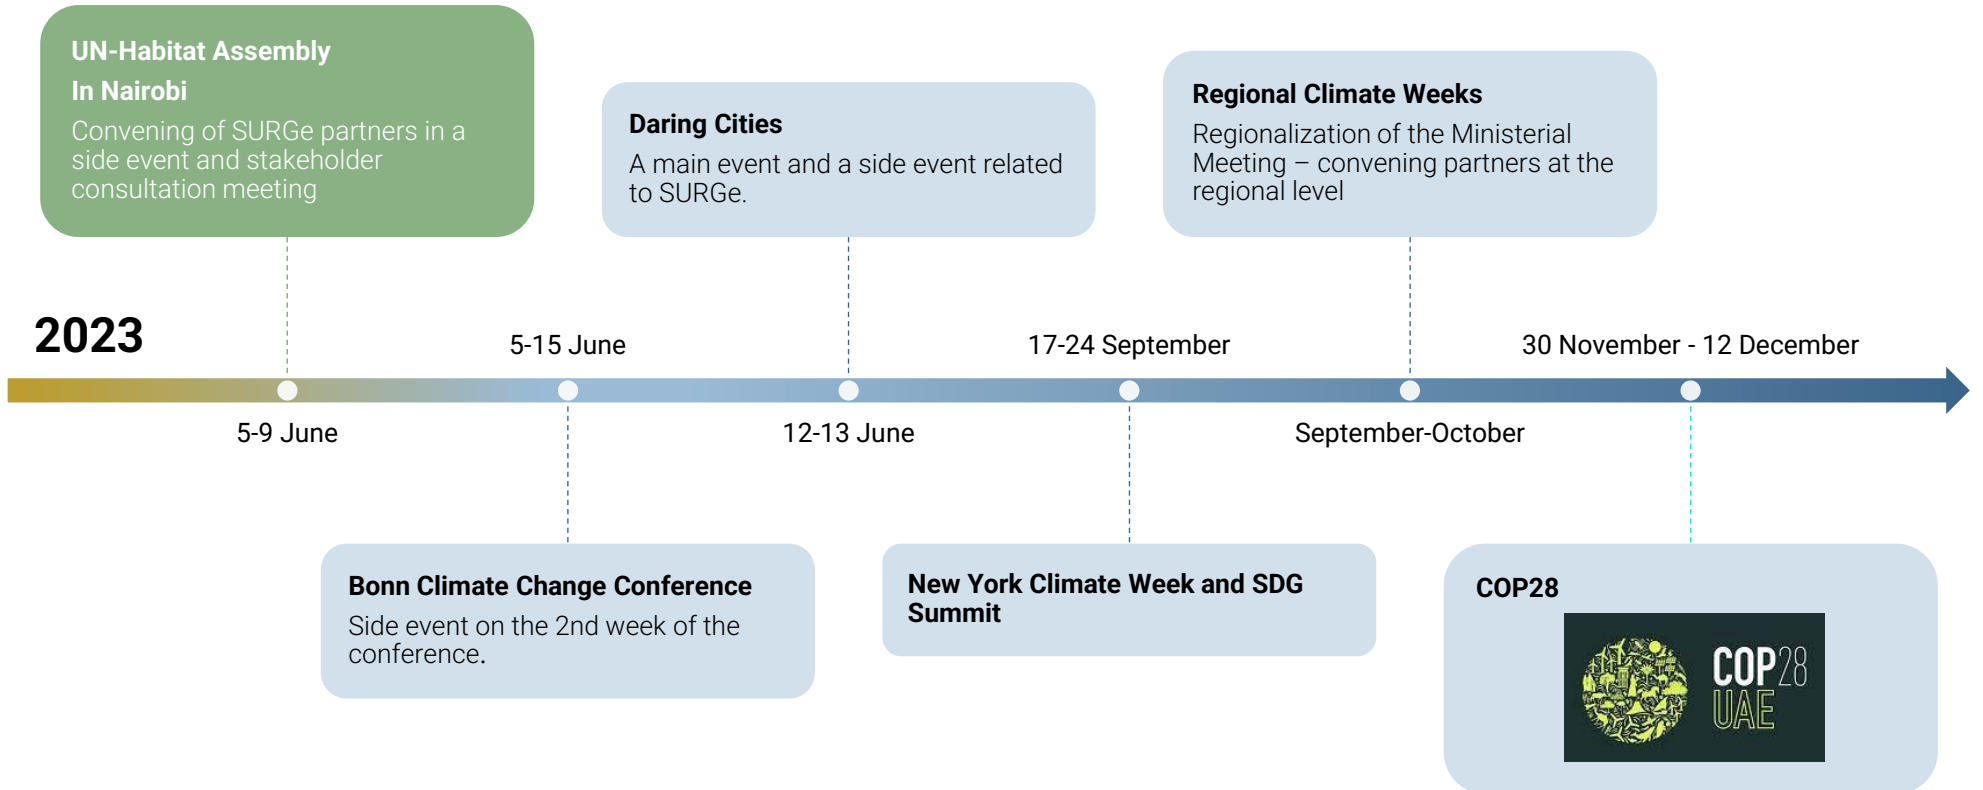 UN-Habitat Assembly
In Nairobi
Convening of SURGe partners in a
side event and stakeholder
consultation meeting
Daring Cities
A main event and a side event related
to SURGe.
Regional Climate Weeks
Regionalization of the Ministerial
Meeting – convening partners at the
regional level
2023
5-15 June
17-24 September
30 November - 12 December
5-9 June
12-13 June
September-October
Bonn Climate Change Conference
Side event on the 2nd week of the
conference.
New York Climate Week and SDG
Summit
COP28
COP28
UAE